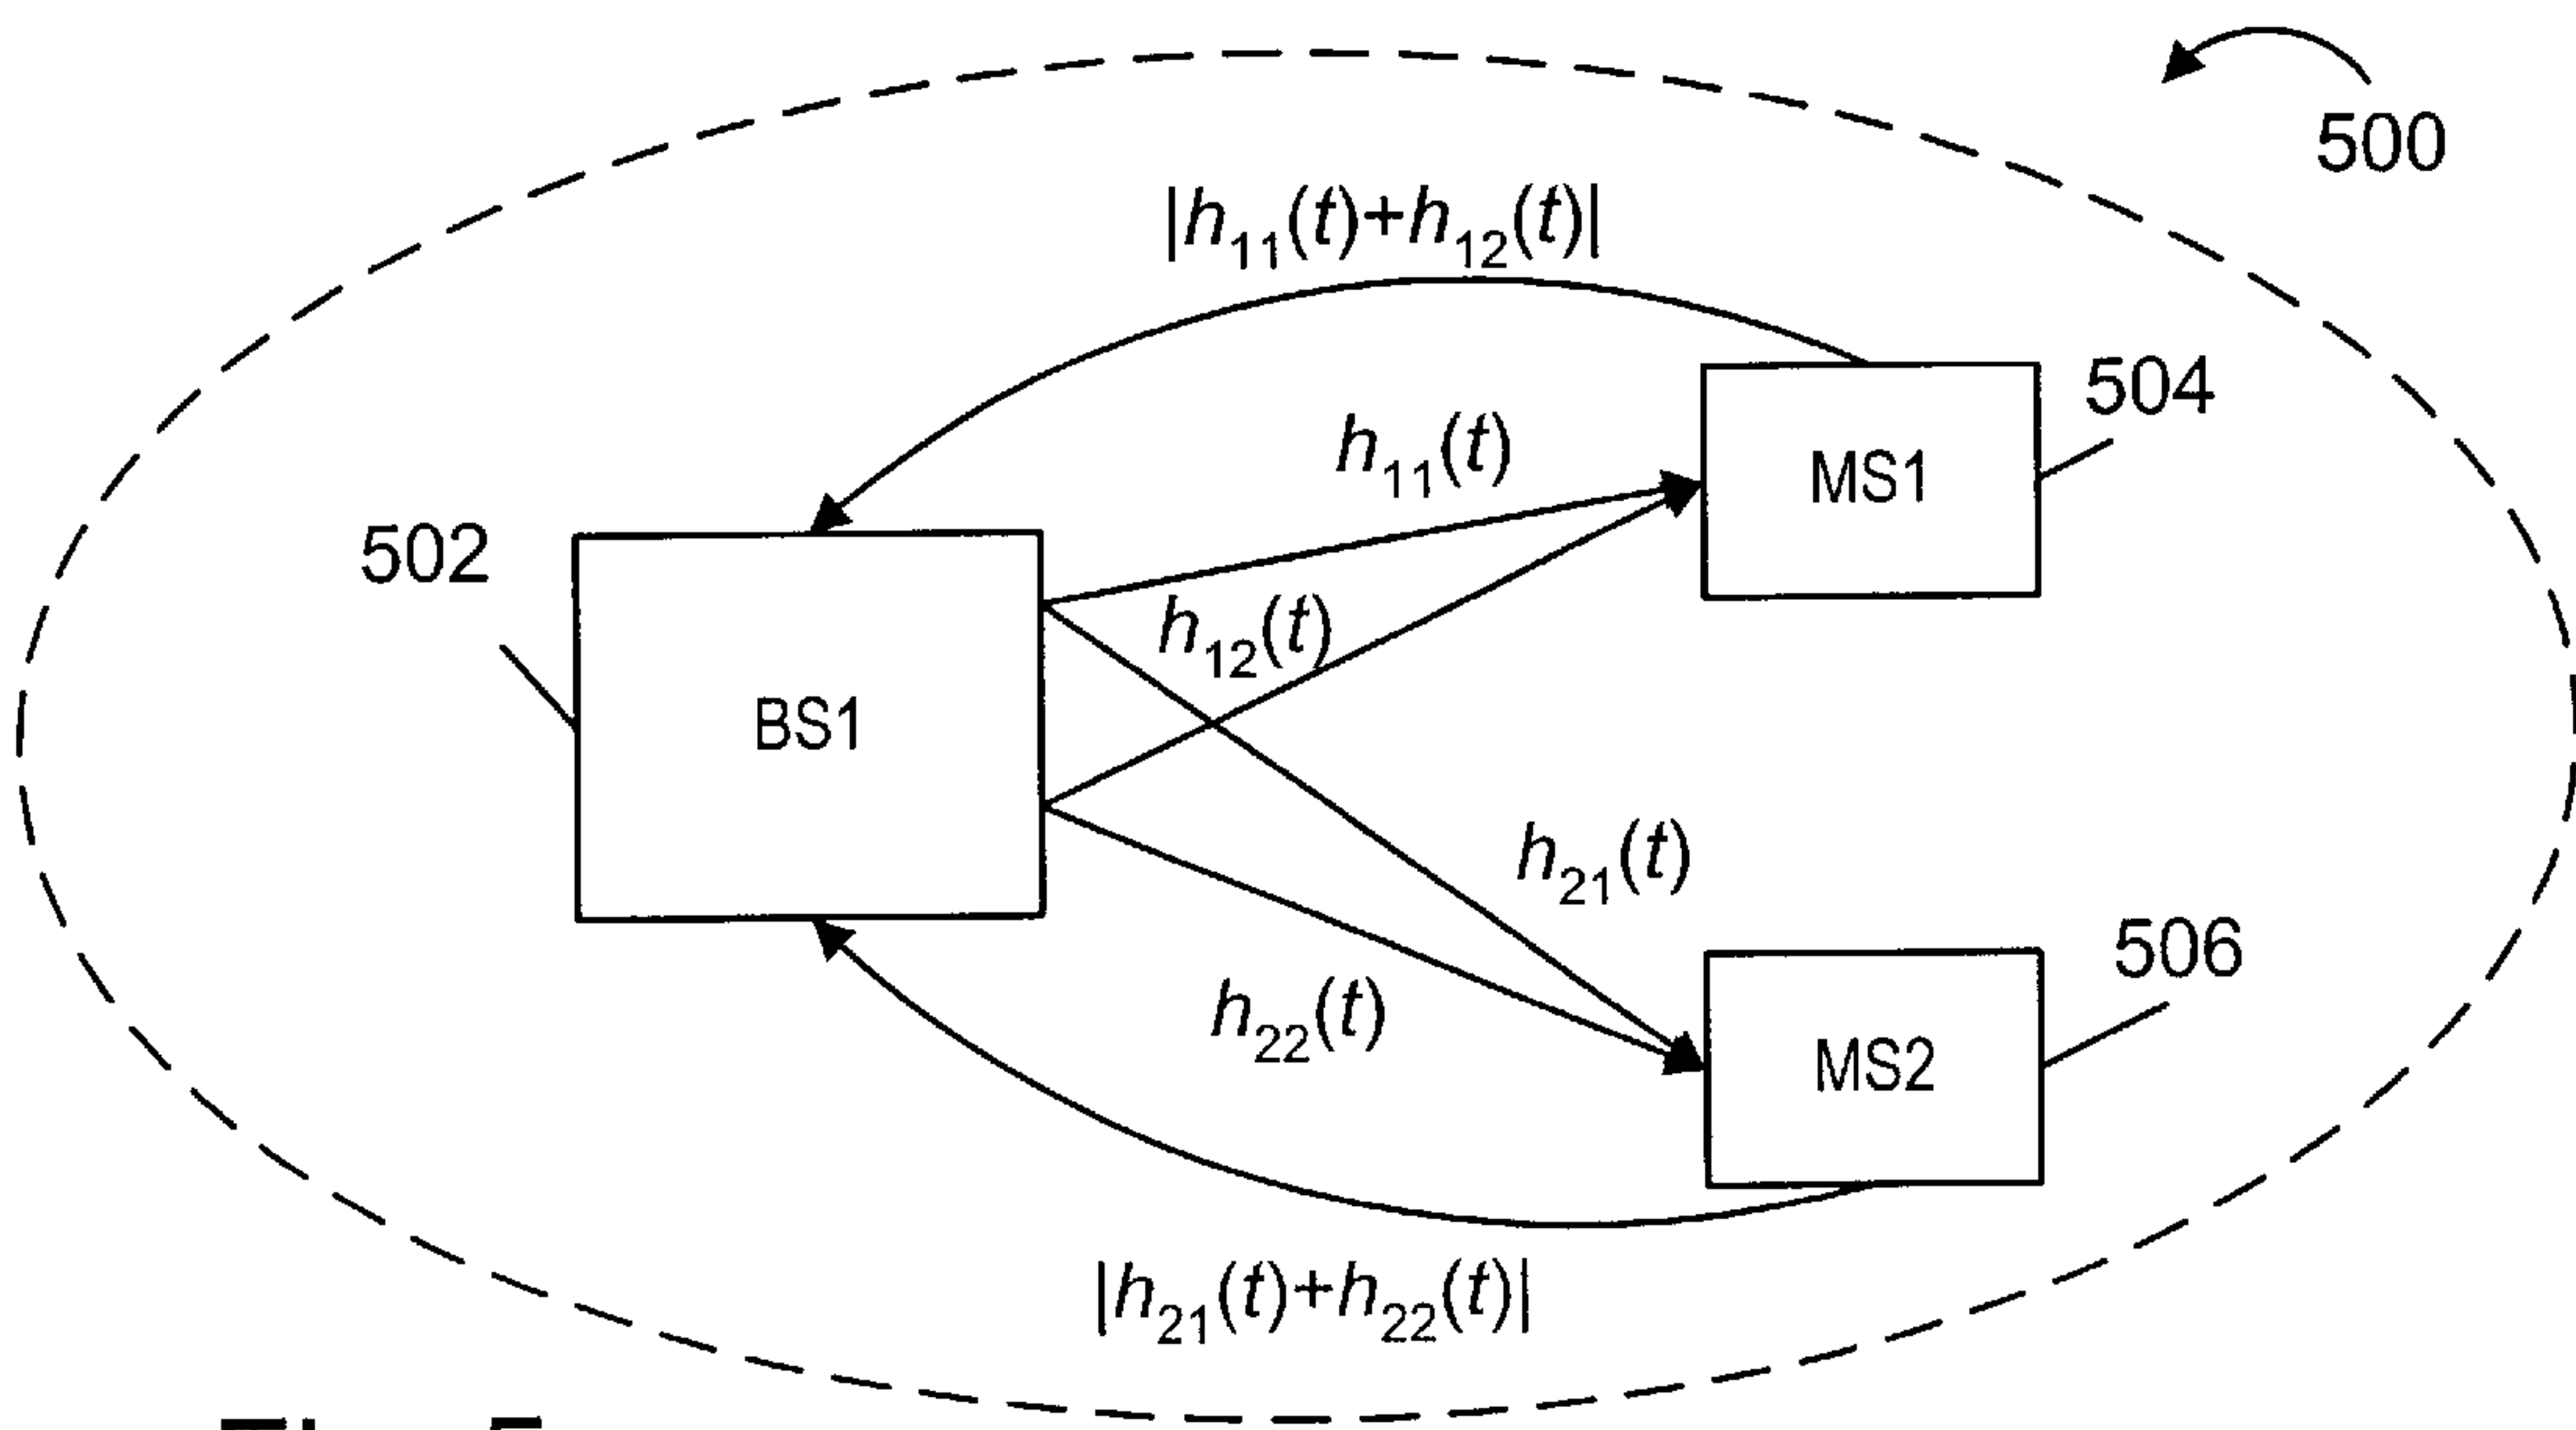 500
|h₁₁(t)+h₁₂(t)|
504
h₁₁(t)
MS1
502
h₁₂(t)
BS1
h₂₁(t)
506
h₂₂(t)
MS2
|h₂₁(t)+h₂₂(t)|